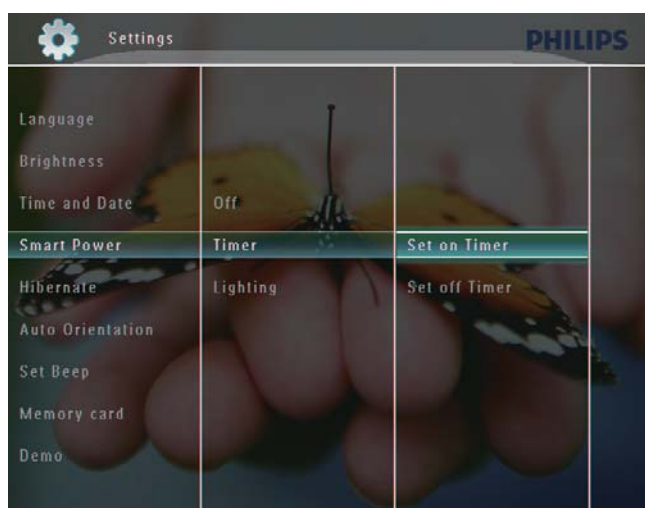 Settings
PHILIPS
Language
Brightness
Time and Date
Off
Smart Power
Timer
Set on Timer
Hibernate
Lighting
Set off Timer
Auto Orientation
Set Beep
Memory card
Demo